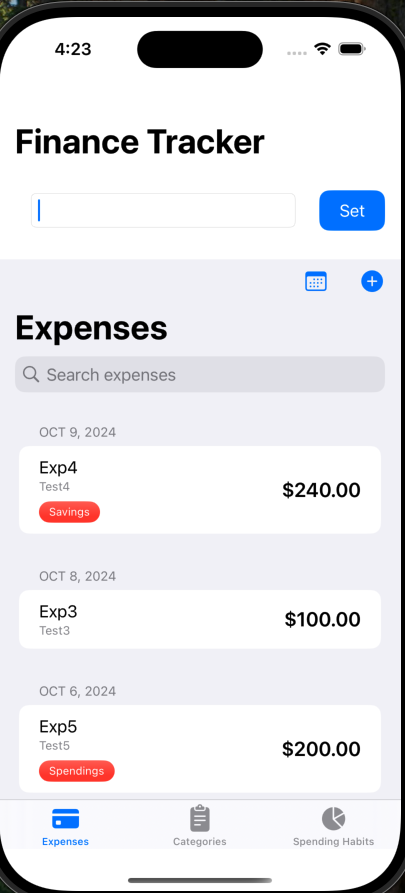 4:23
Finance Tracker
Set
Expenses
Search expenses
OCT 9, 2024
Exp4
Test4
$240.00
Savings
OCT 8, 2024
Exp3
Test3
$100.00
OCT 6, 2024
Exp5
Test5
$200.00
Spendings
Expenses Categories Spending Habits